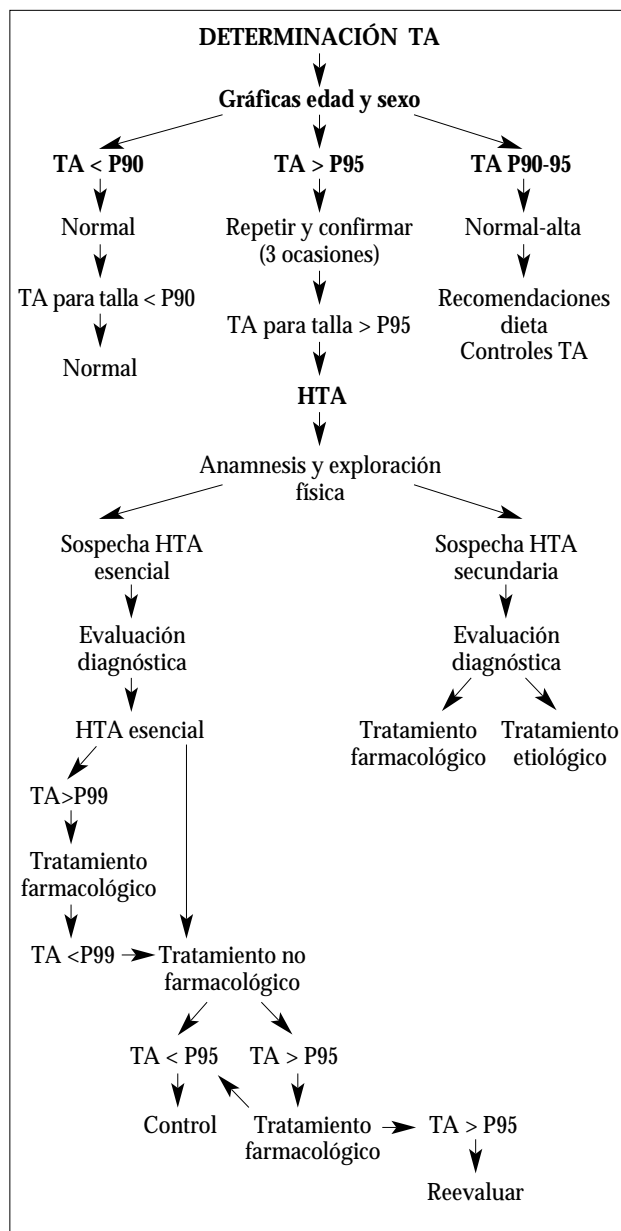 DETERMINACIÓN TA
Gráficas edad y sexo
TA < P90
TA > P95
TA P90-95
Normal
Repetir y confirmar
(3 ocasiones)
Normal-alta
TA para talla < P90
TA para talla > P95
Recomendaciones
dieta
Controles TA
Normal
HTA
Anamnesis y exploración
física
Sospecha HTA
esencial
Sospecha HTA
secundaria
Evaluación
diagnóstica
Evaluación
diagnóstica
HTA esencial
Tratamiento
farmacológico
Tratamiento
etiológico
TA>P99
Tratamiento
farmacológico
TA <P99
Tratamiento no
farmacológico
TA < P95
TA > P95
Control
Tratamiento
farmacológico
TA > P95
Reevaluar